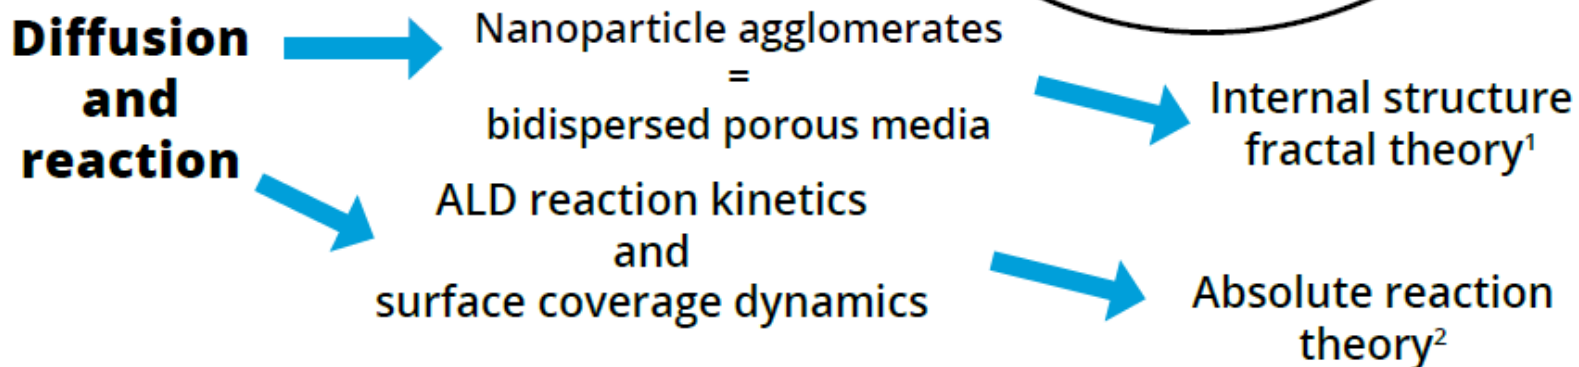 Diffusion
and
reaction
Nanoparticle agglomerates
=
bidispersed porous media
Internal structure
fractal theory¹
ALD reaction kinetics
and
surface coverage dynamics
Absolute reaction
theory²